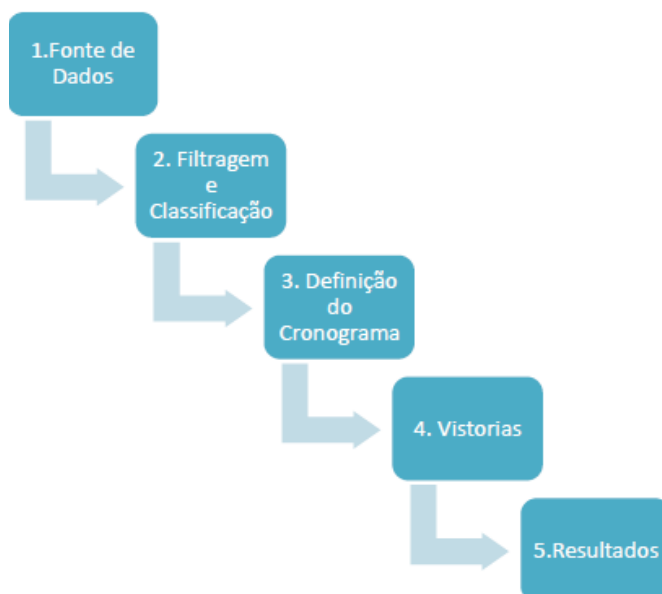 1.Fonte de
Dados
2. Filtragem
e
Classificação
3. Definição
do
Cronograma
4. Vistorias
5.Resultados